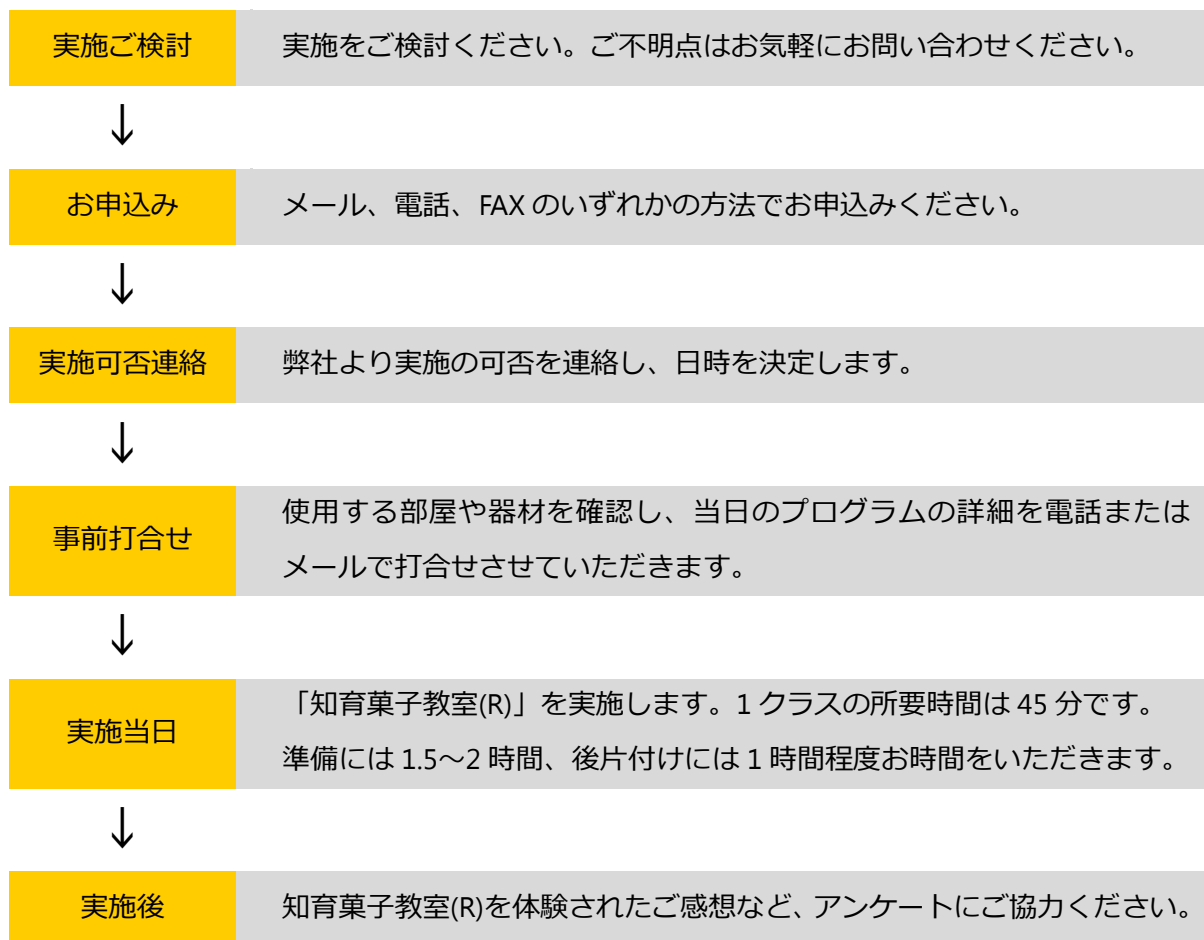 実施ご検討
実施をご検討ください。ご不明点はお気軽にお問い合わせください。
↓
お申込み
メール、電話、FAX のいずれかの方法でお申込みください。
↓
実施可否連絡
弊社より実施の可否を連絡し、日時を決定します。
↓
事前打合せ
使用する部屋や器材を確認し、当日のプログラムの詳細を電話または
メールで打合せさせていただきます。
↓
実施当日
「知育菓子教室(R)」を実施します。1 クラスの所要時間は 45 分です。
準備には 1.5～2 時間、後片付けには 1 時間程度お時間をいただきます。
↓
実施後
知育菓子教室(R)を体験されたご感想など、アンケートにご協力ください。